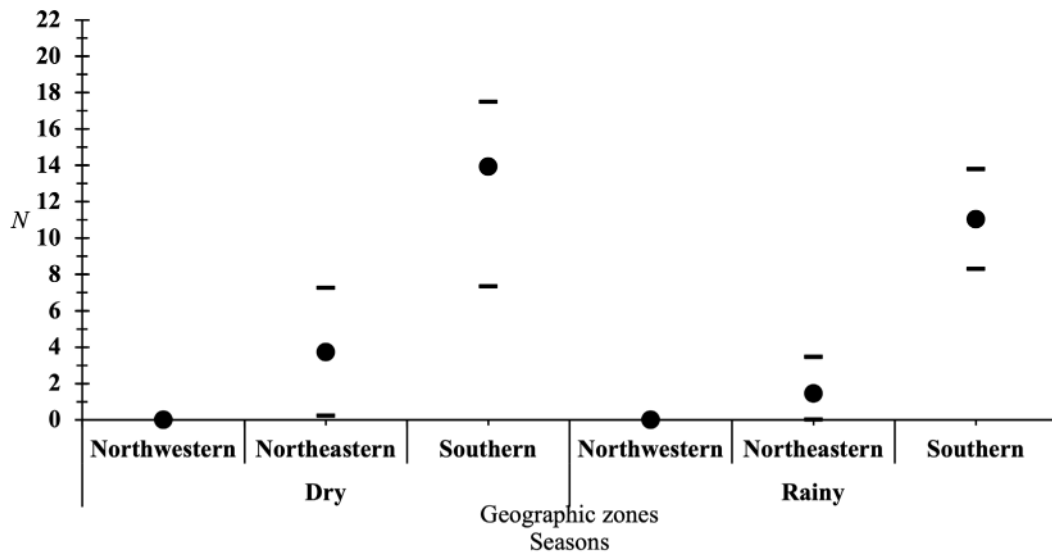 22
20
18
16
14
12
10
8
6
4
2
0
N
Northwestern Northeastern Southern Northwestern Northeastern Southern
Dry Rainy
Geographic zones
Seasons